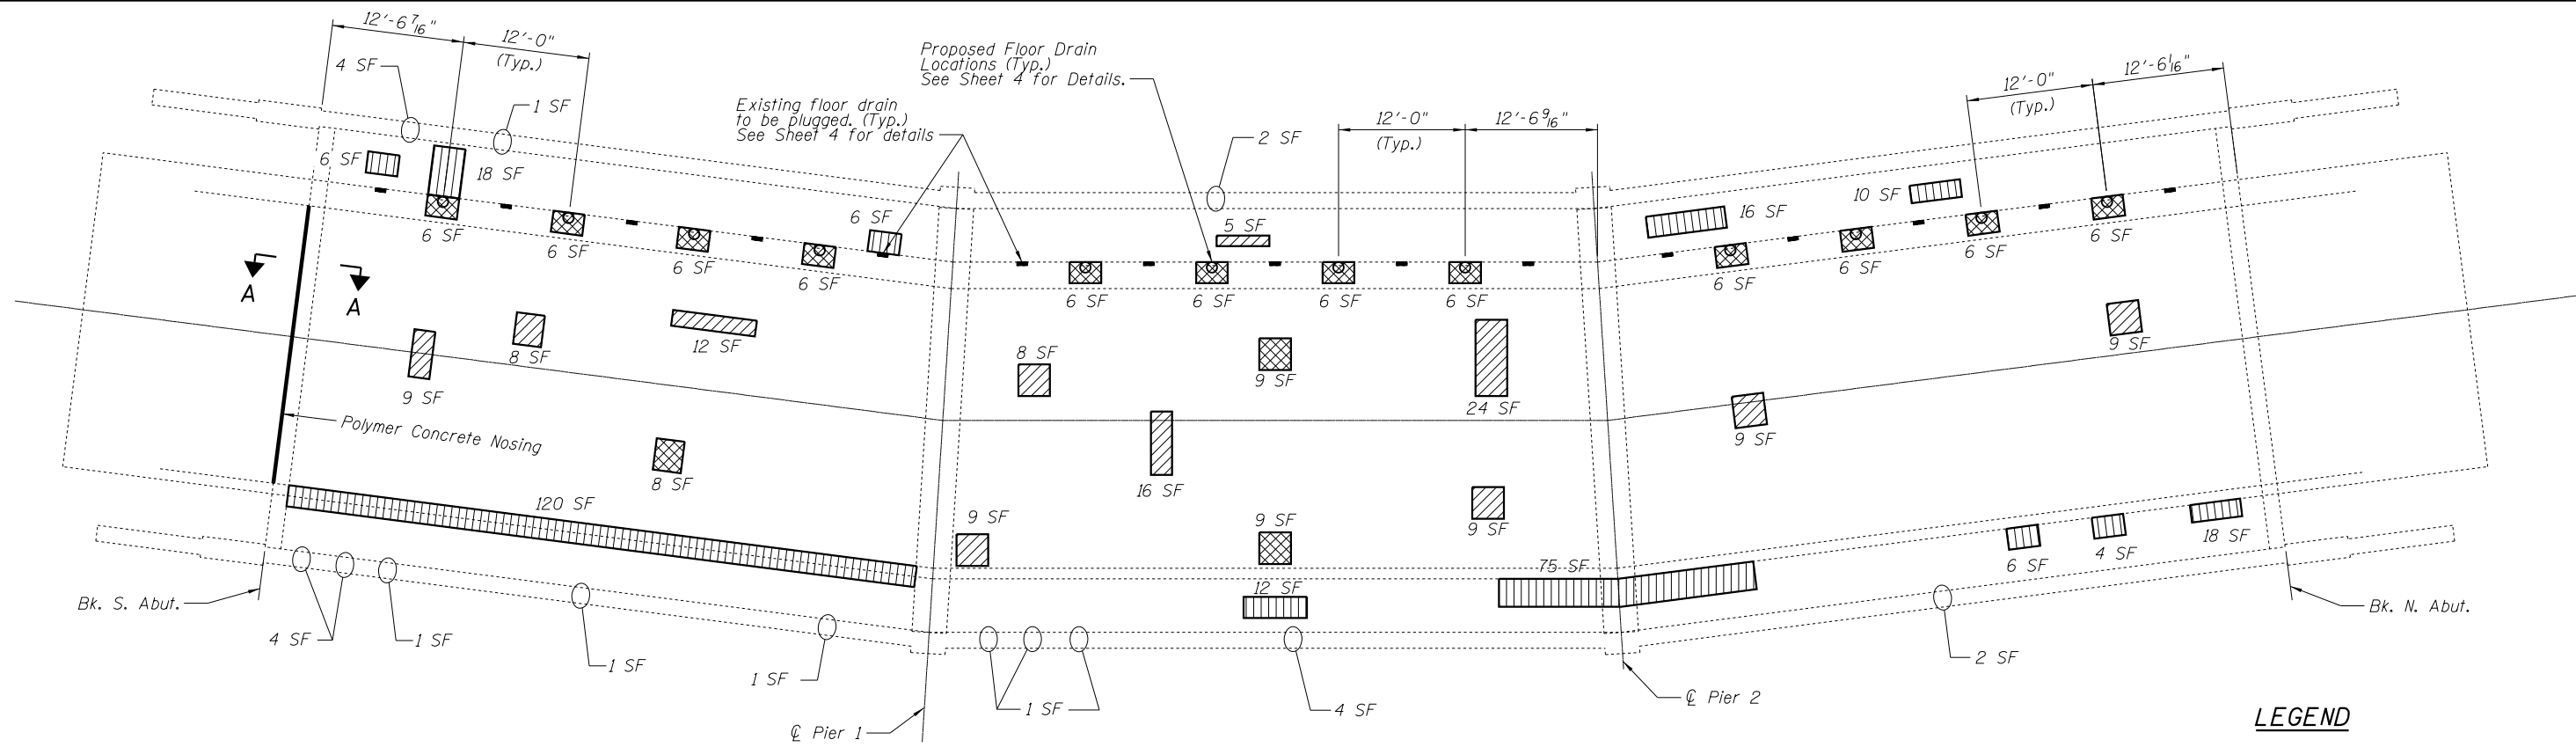 12'-6 7/16"
12'-0"
(Typ.)
4 SF
1 SF
Proposed Floor Drain
Locations (Typ.)
See Sheet 4 for Details.
Existing floor drain
to be plugged. (Typ.)
See Sheet 4 for details
2 SF
12'-0"
(Typ.)
12'-6 9/16"
12'-0"
(Typ.)
12'-6 1/16"
6 SF
18 SF
6 SF
6 SF
6 SF
6 SF
6 SF
5 SF
6 SF
6 SF
6 SF
6 SF
16 SF
10 SF
6 SF
6 SF
6 SF
6 SF
A
A
9 SF
8 SF
12 SF
8 SF
9 SF
24 SF
9 SF
9 SF
Polymer Concrete Nosing
8 SF
16 SF
9 SF
120 SF
9 SF
9 SF
12 SF
75 SF
6 SF
4 SF
18 SF
Bk. S. Abut.
4 SF
1 SF
1 SF
1 SF
℄ Pier 1
1 SF
4 SF
℄ Pier 2
2 SF
Bk. N. Abut.
LEGEND